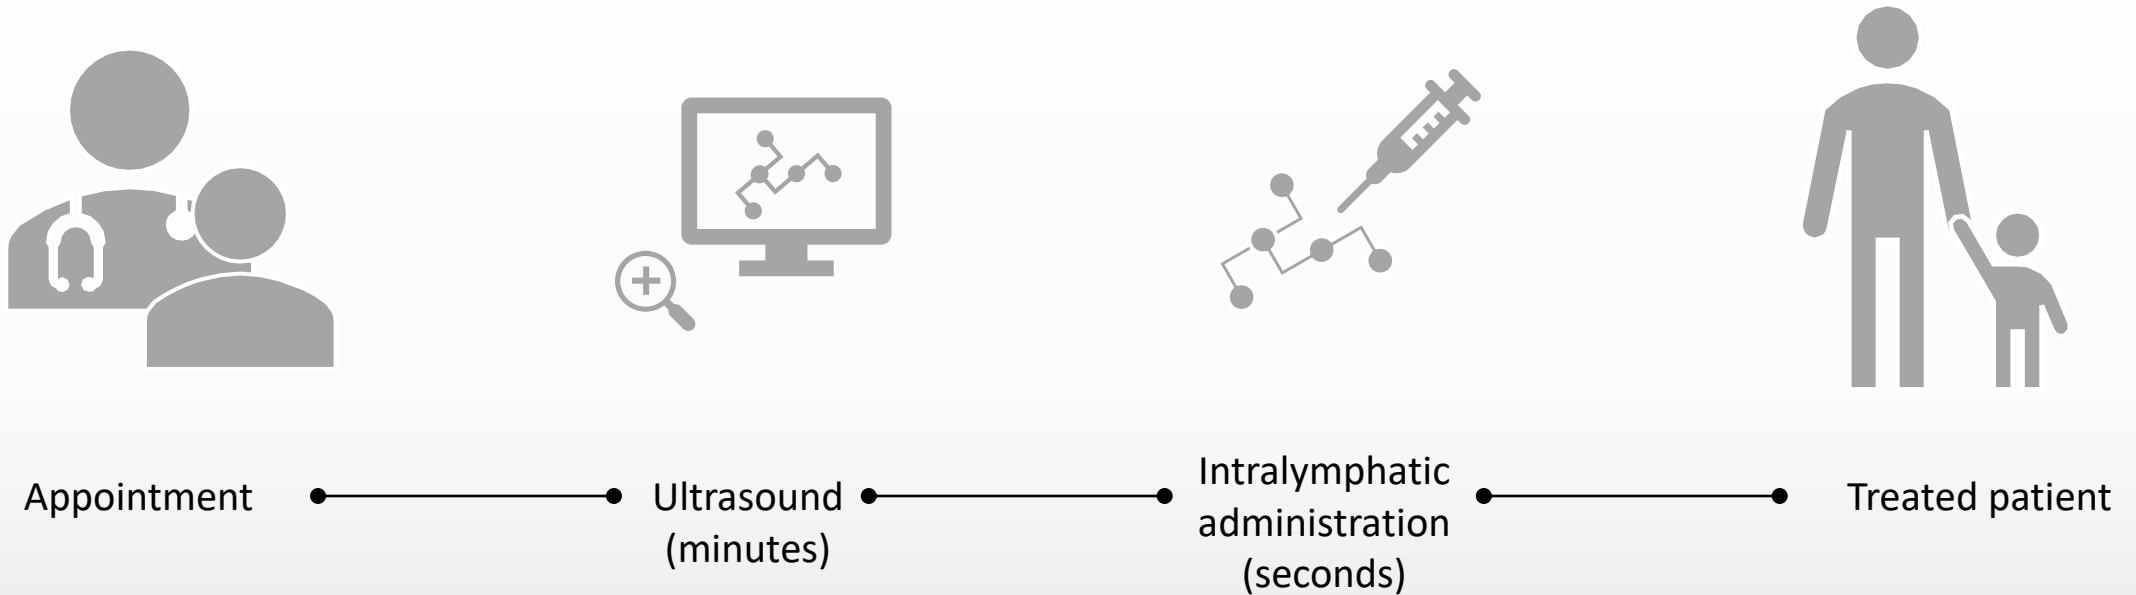 Appointment
Ultrasound
(minutes)
Intralymphatic
administration
(seconds)
Treated patient